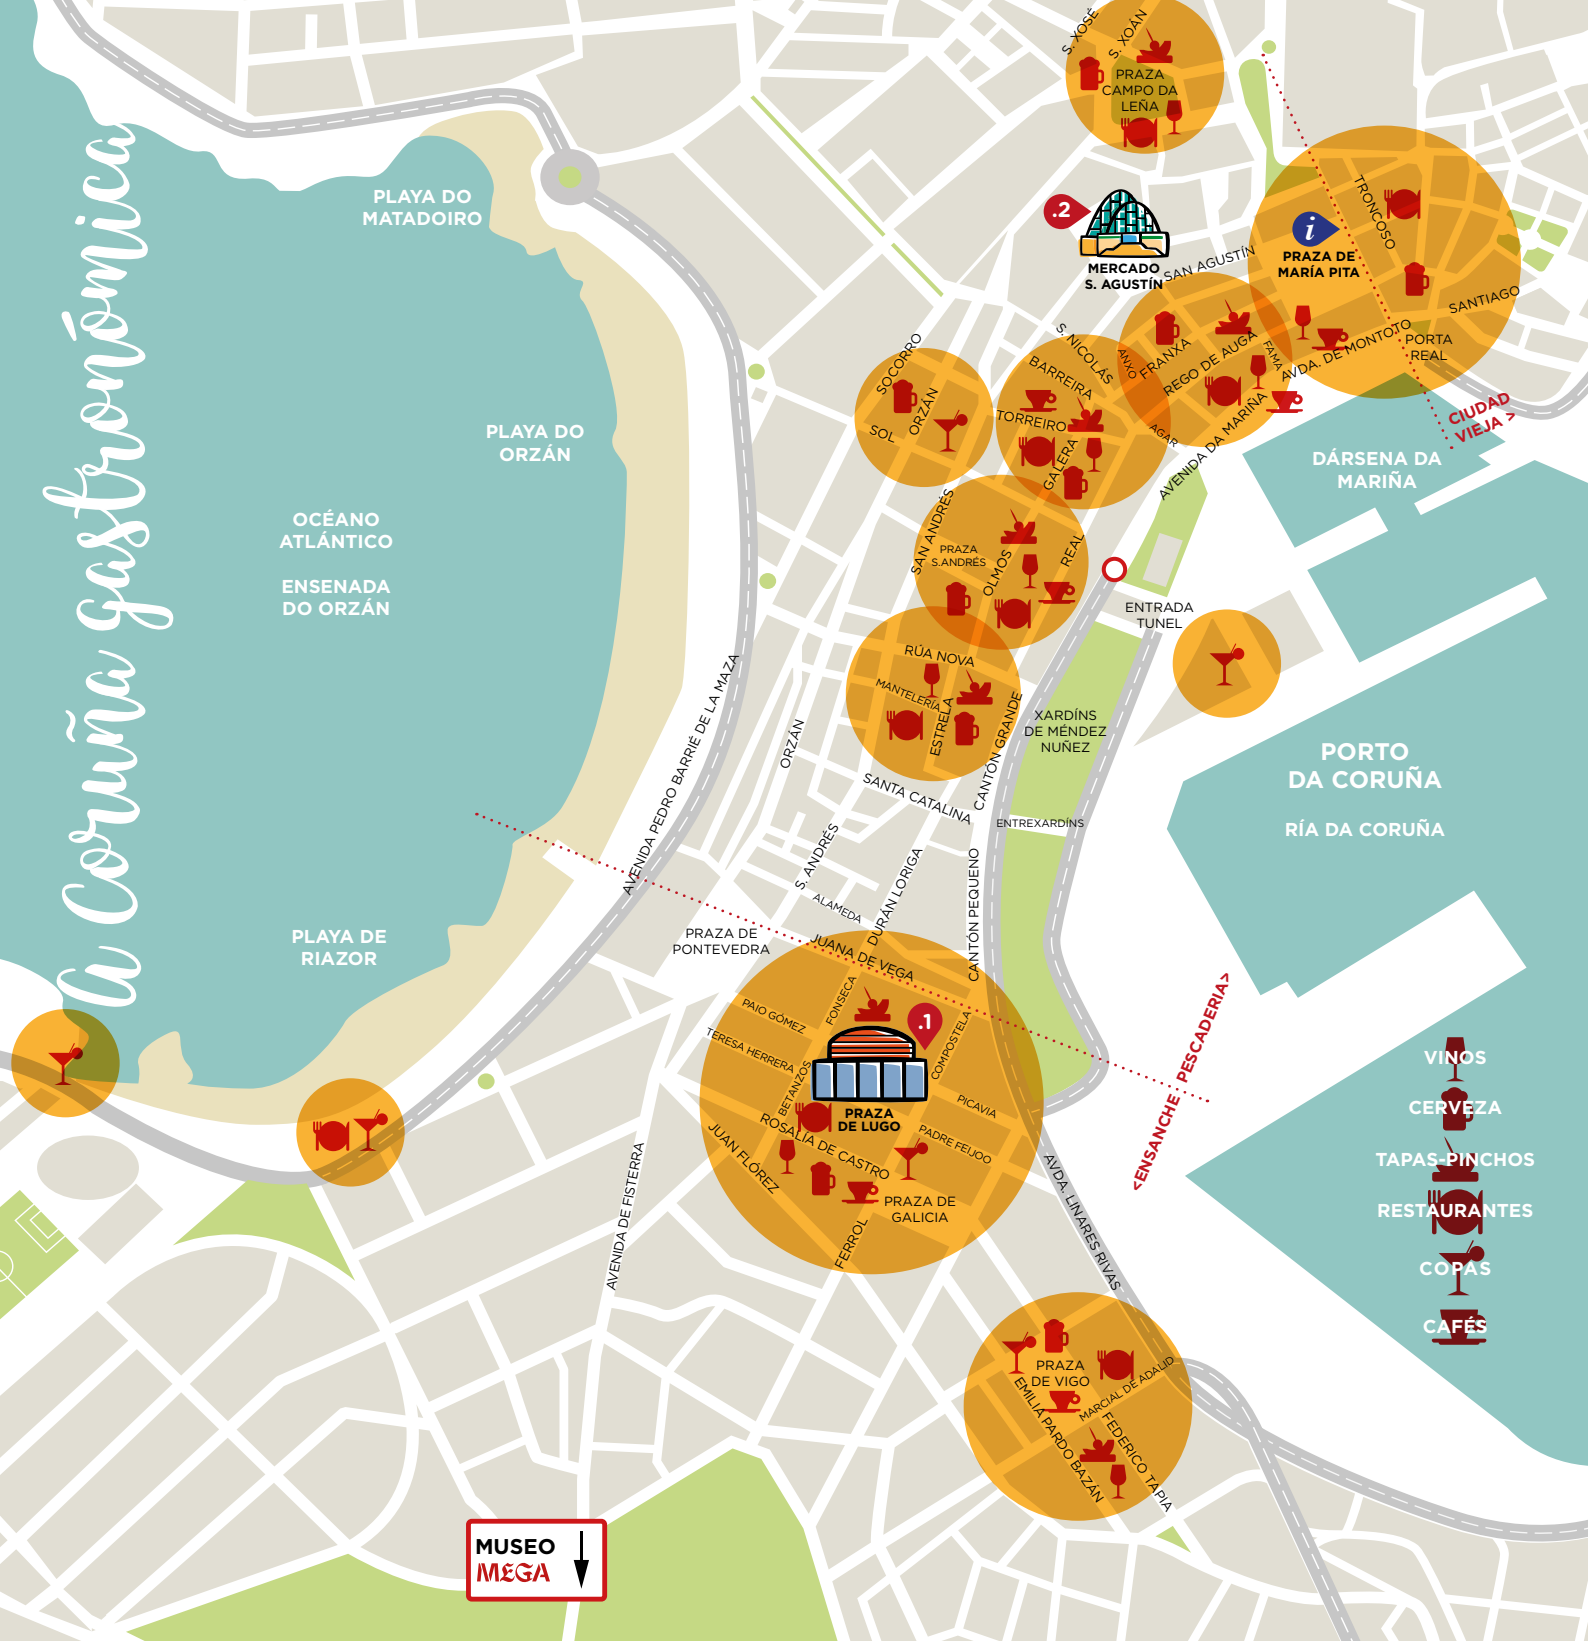 A Coruña gastronómica
S. XOSÉ
S. XOÁN
PRAZA
CAMPO DA
LEÑA
PLAYA DO
MATADOIRO
.2
MERCADO
S. AGUSTÍN
SAN AGUSTÍN
TRONCOSO
i
PRAZA DE
MARÍA PITA
SANTIAGO
AVDA. DE MONTOTO
PORTA
REAL
CIUDAD
VIEJA >
S. NICOLÁS
ANXO
FRANXA
REGO DE AUGA
FAMA
SOCORRO
ORZÁN
SOL
BARREIRA
TORREIRO
GALERA
AGAR
AVENIDA DA MARIÑA
PLAYA DO
ORZÁN
DÁRSENA DA
MARIÑA
OCÉANO
ATLÁNTICO
ENSENADA
DO ORZÁN
SAN ANDRÉS
PRAZA
S.ANDRÉS
OLMOS
REAL
ENTRADA
TUNEL
RÚA NOVA
MANTELERÍA
ESTRELA
CANTÓN GRANDE
XARDÍNS
DE MÉNDEZ
NUÑEZ
AVENIDA PEDRO BARRIÉ DE LA MAZA
ORZÁN
SANTA CATALINA
PORTO
DA CORUÑA
RÍA DA CORUÑA
ENTREXARDÍNS
S. ANDRÉS
ALAMEDA
DURÁN LORIGA
CANTÓN PEQUENO
PLAYA DE
RIAZOR
PRAZA DE
PONTEVEDRA
JUANA DE VEGA
PAIO GÓMEZ
FONSECA
TERESA HERRERA
BETANZOS
.1
COMPOSTELA
PRAZA
DE LUGO
PICAVIA
PADRE FEIJOO
ROSALÍA DE CASTRO
JUAN FLÓREZ
PRAZA DE
GALICIA
FERROL
AVENIDA DE FISTERRA
AVDA. LINARES RIVAS
<ENSANCHE PESCADERIA>
VINOS
CERVEZA
TAPAS-PINCHOS
RESTAURANTES
COPAS
CAFÉS
PRAZA
DE VIGO
MARCIAL DE ADALID
EMILIA PARDO BAZÁN
FEDERICO TAPIA
MUSEO
MEGA